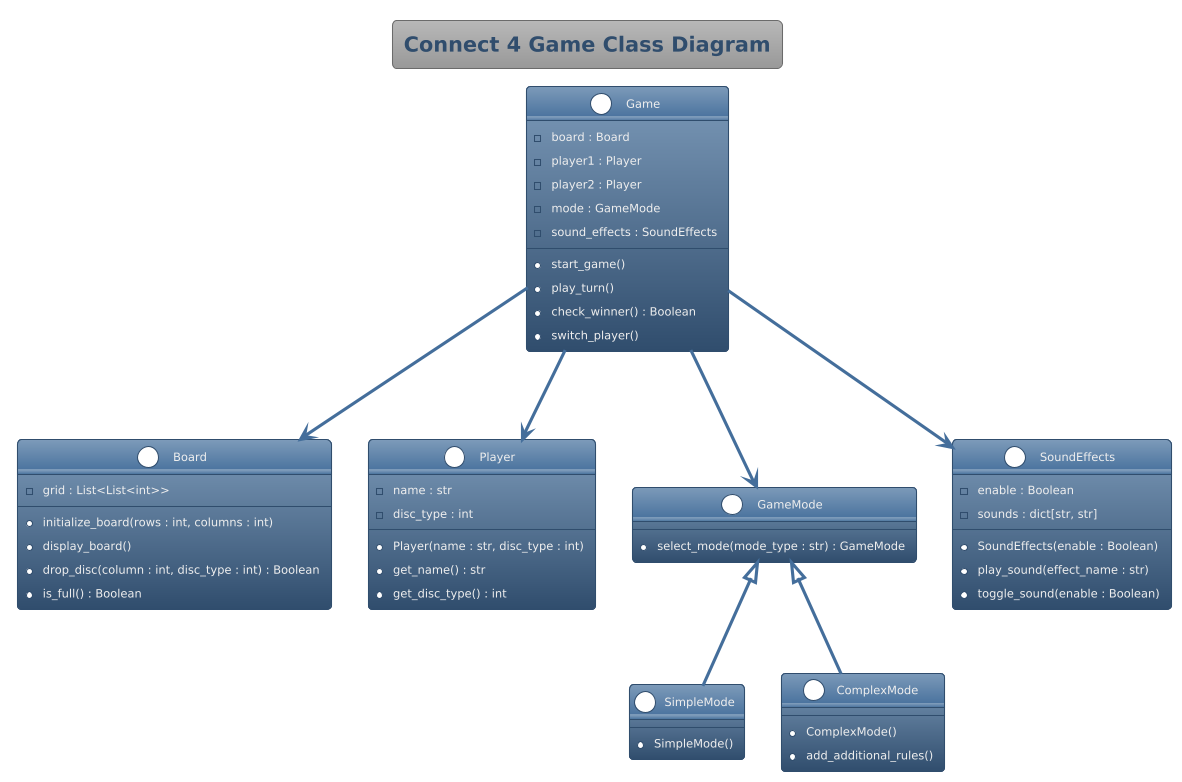 Connect 4 Game Class Diagram
Game
board : Board
player1 : Player
player2 : Player
mode : GameMode
sound_effects : SoundEffects
start_game()
play_turn()
check_winner() : Boolean
switch_player()
Board
grid : List<List<int>>
initialize_board(rows : int, columns : int)
display_board()
drop_disc(column : int, disc_type : int) : Boolean
is_full() : Boolean
Player
name : str
disc_type : int
Player(name : str, disc_type : int)
get_name() : str
get_disc_type() : int
GameMode
select_mode(mode_type : str) : GameMode
SoundEffects
enable : Boolean
sounds : dict[str, str]
SoundEffects(enable : Boolean)
play_sound(effect_name : str)
toggle_sound(enable : Boolean)
SimpleMode
SimpleMode()
ComplexMode
ComplexMode()
add_additional_rules()